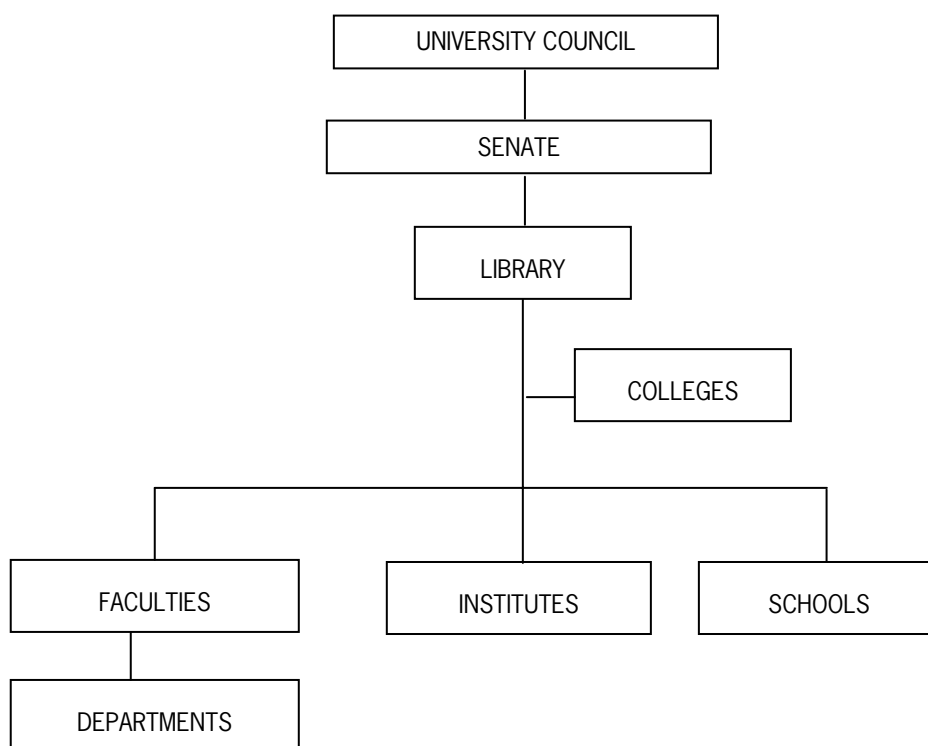 UNIVERSITY COUNCIL
SENATE
LIBRARY
COLLEGES
FACULTIES
INSTITUTES
SCHOOLS
DEPARTMENTS